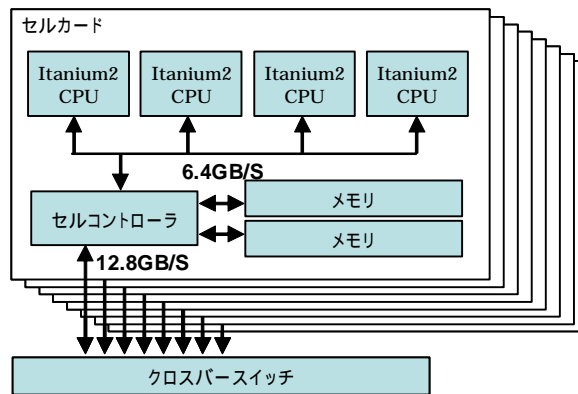 セルカード
Itanium2
CPU
Itanium2
CPU
Itanium2
CPU
Itanium2
CPU
6.4GB/S
メモリ
セルコントローラ
メモリ
12.8GB/S
クロスバースイッチ